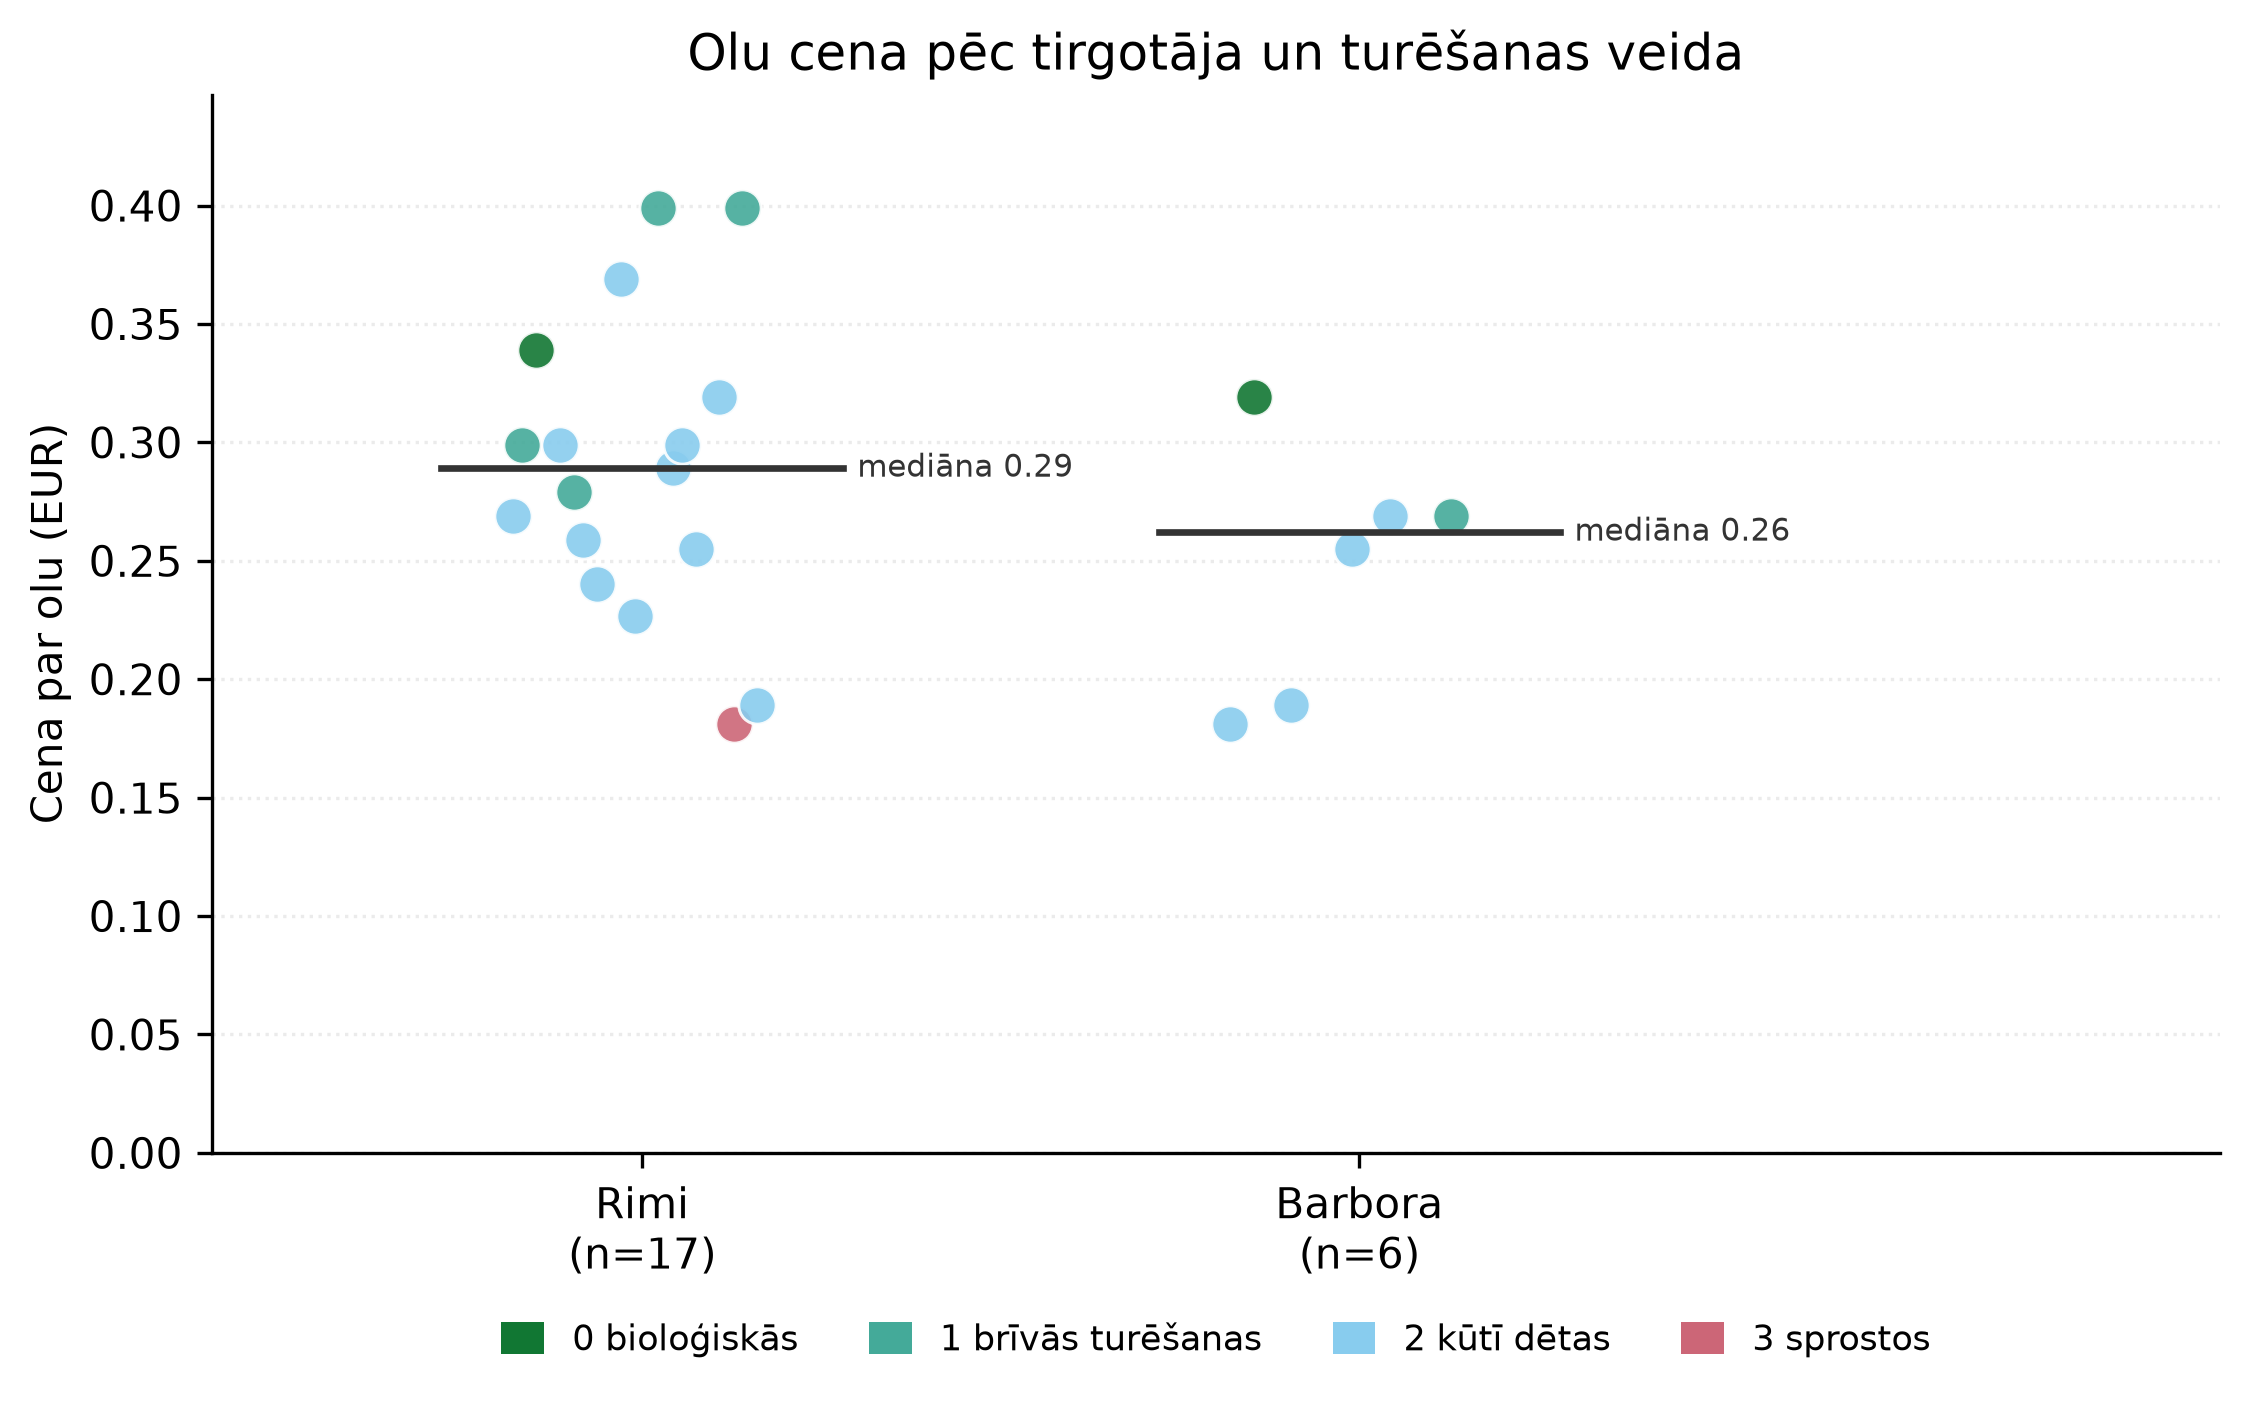 Olu cena pēc tirgotāja un turēšanas veida
Cena par olu (EUR)
0.40
0.35
0.30
0.25
0.20
0.15
0.10
0.05
0.00
mediāna 0.29
mediāna 0.26
Rimi
(n=17)
Barbora
(n=6)
0 bioloģiskās
1 brīvās turēšanas
2 kūtī dētas
3 sprostos